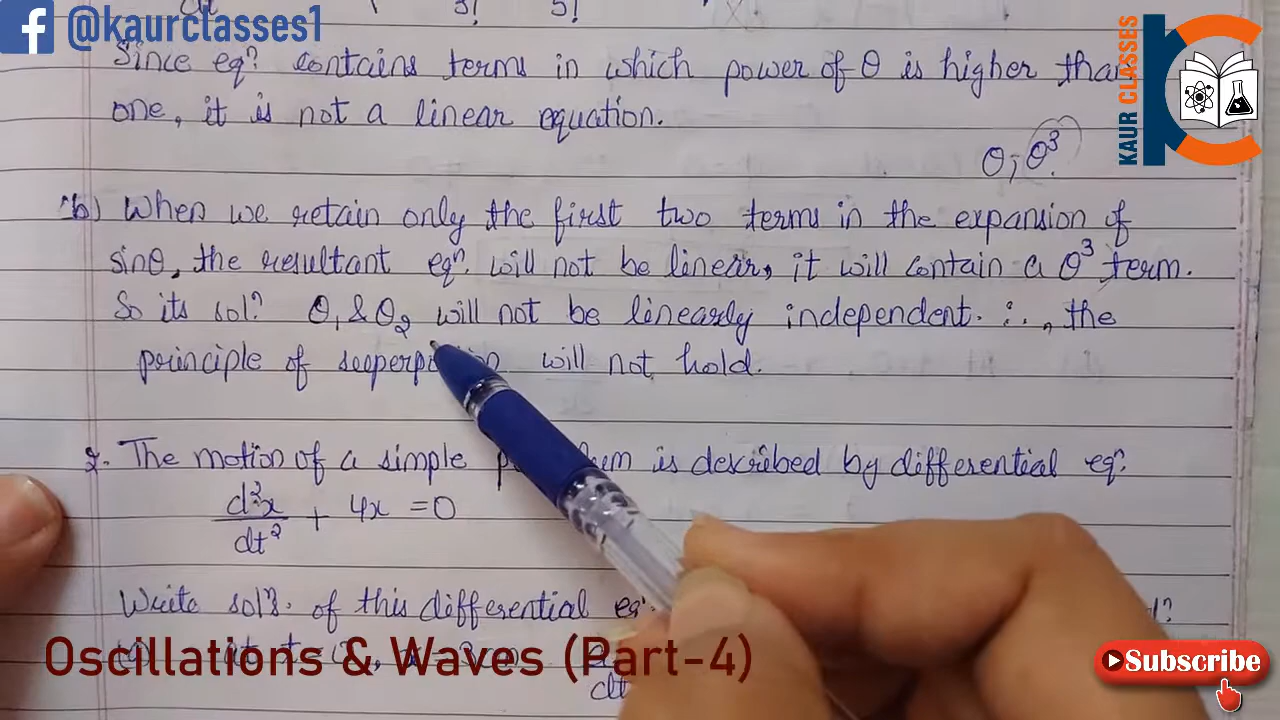 @kaurclasses1
3! 5!
Since eqn contains terms in which power of θ is higher than
one, it is not a linear equation.
θ, θ³
(b) When we retain only the first two terms in the expansion of
sinθ, the resultant eqn. will not be linear, it will contain a θ³ term.
So its soln θ₁ & θ₂ will not be linearly independent. ∴, the
principle of will not hold.
7. The motion of a simple is described by differential eqn.
d²x/dt² + 4x = 0
Write soln. of this differential eqn.
Oscillations & Waves (Part-4)
KAUR CLASSES
Subscribe